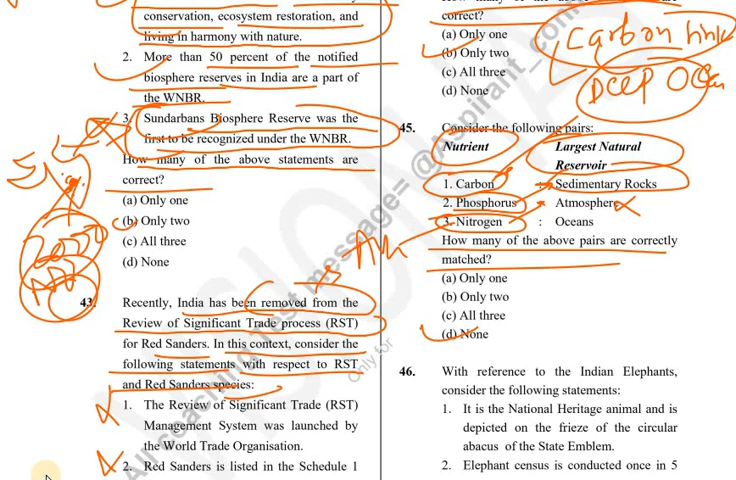 conservation, ecosystem restoration, and
living in harmony with nature.
2. More than 50 percent of the notified
biosphere reserves in India are a part of
the WNBR.
3. Sundarbans Biosphere Reserve was the
first to be recognized under the WNBR.
How many of the above statements are
correct?
(a) Only one
(b) Only two
(c) All three
(d) None
43. Recently, India has been removed from the
Review of Significant Trade process (RST)
for Red Sanders. In this context, consider the
following statements with respect to RST
and Red Sanders species:
1. The Review of Significant Trade (RST)
Management System was launched by
the World Trade Organisation.
2. Red Sanders is listed in the Schedule 1
correct?
(a) Only one
(b) Only two
(c) All three
(d) None
Carbon
DEEP
45. Consider the following pairs:
Nutrient Largest Natural
Reservoir
1. Carbon : Sedimentary Rocks
2. Phosphorus : Atmosphere
3. Nitrogen : Oceans
How many of the above pairs are correctly
matched?
(a) Only one
(b) Only two
(c) All three
(d) None
46. With reference to the Indian Elephants,
consider the following statements:
1. It is the National Heritage animal and is
depicted on the frieze of the circular
abacus of the State Emblem.
2. Elephant census is conducted once in 5
Only for